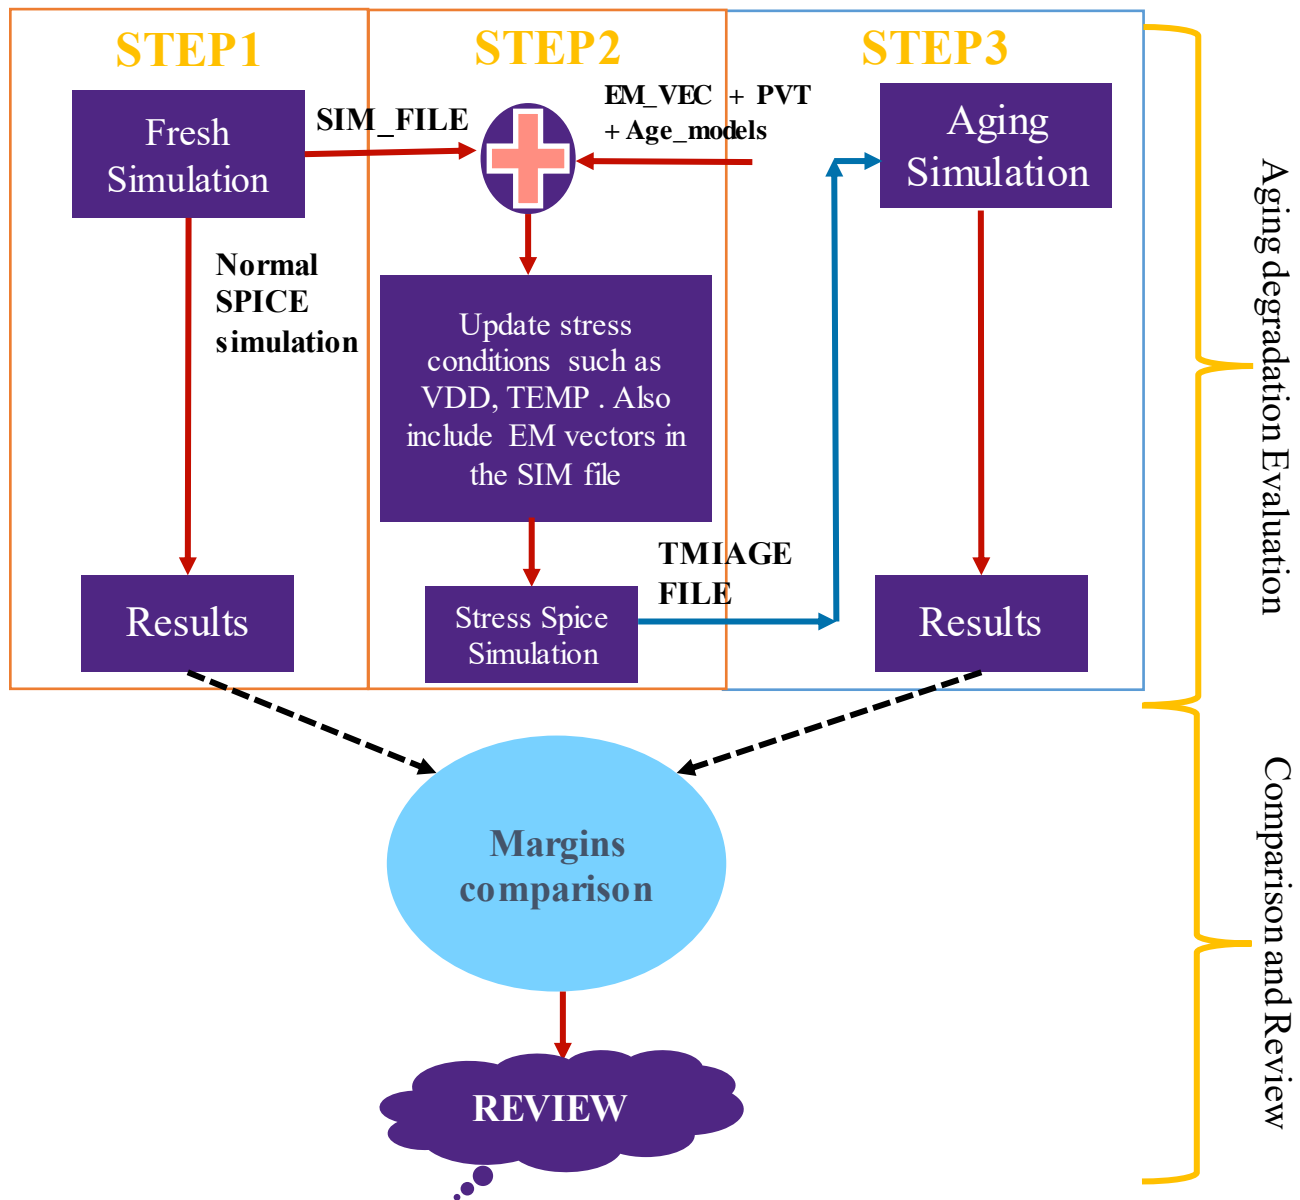 STEP1
STEP2
STEP3
Fresh
Simulation
SIM_FILE
EM_VEC + PVT
+ Age_models
Aging
Simulation
Normal
SPICE
simulation
Update stress
conditions such as
VDD, TEMP . Also
include EM vectors in
the SIM file
TMIAGE
FILE
Results
Stress Spice
Simulation
Results
Aging degradation Evaluation
Margins
comparison
REVIEW
Comparison and Review